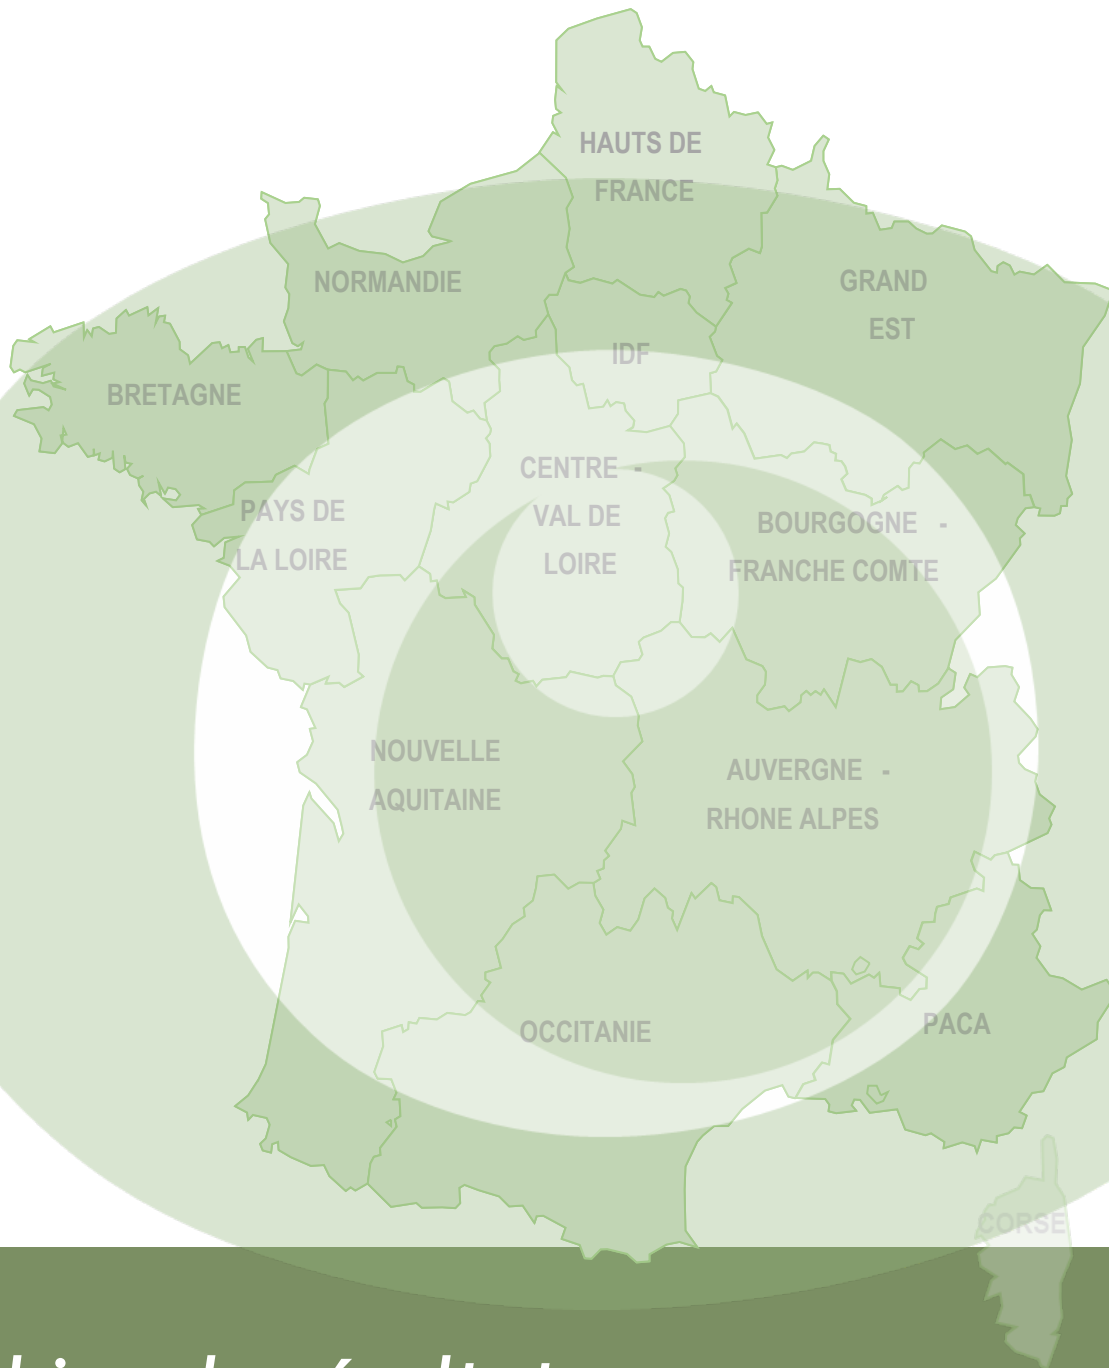 HAUTS DE
FRANCE
NORMANDIE
GRAND
EST
IDF
BRETAGNE
CENTRE -
VAL DE
LOIRE
PAYS DE
LA LOIRE
BOURGOGNE -
FRANCHE COMTE
NOUVELLE
AQUITAINE
AUVERGNE -
RHONE ALPES
OCCITANIE
PACA
CORSE